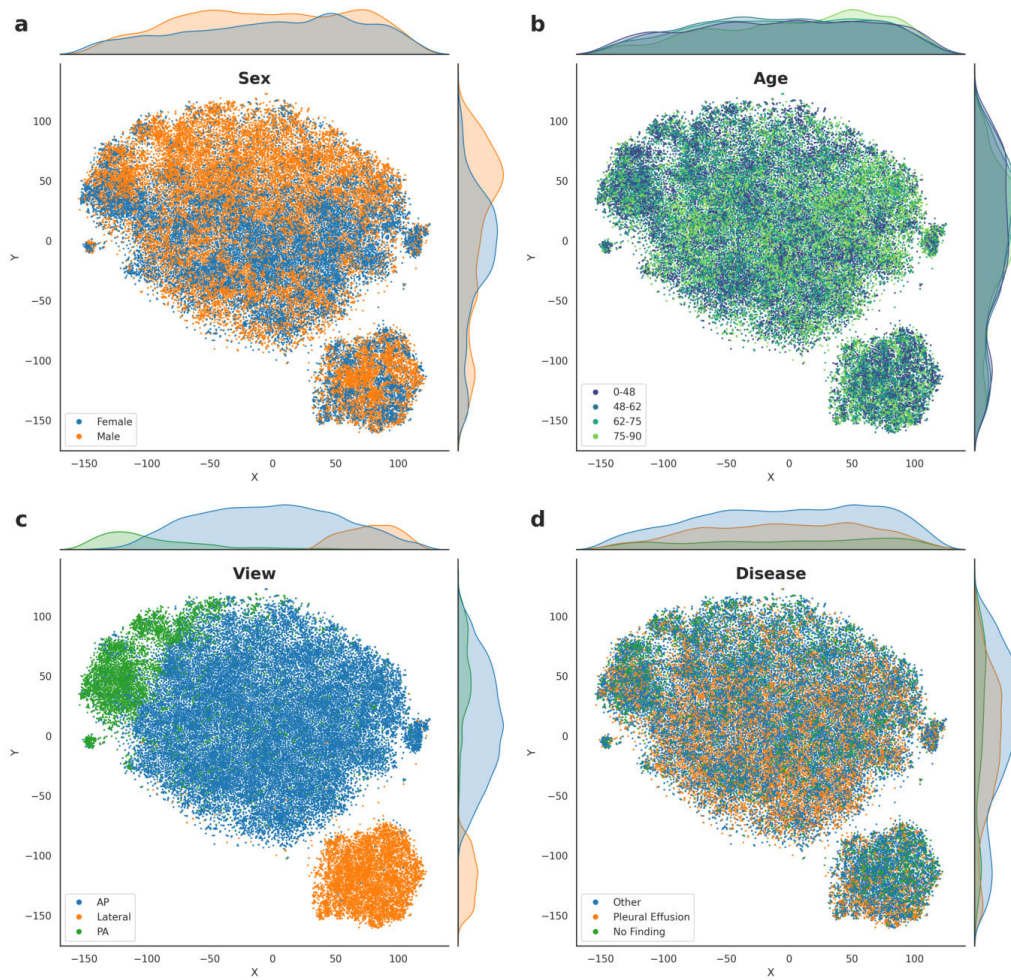 a
Sex
100
50
0
−50
−100
−150
Y
Female
Male
−150 −100 −50 0 50 100
X
b
Age
100
50
0
−50
−100
−150
Y
0-48
48-62
62-75
75-90
−150 −100 −50 0 50 100
X
c
View
100
50
0
−50
−100
−150
Y
AP
Lateral
PA
−150 −100 −50 0 50 100
X
d
Disease
100
50
0
−50
−100
−150
Y
Other
Pleural Effusion
No Finding
−150 −100 −50 0 50 100
X